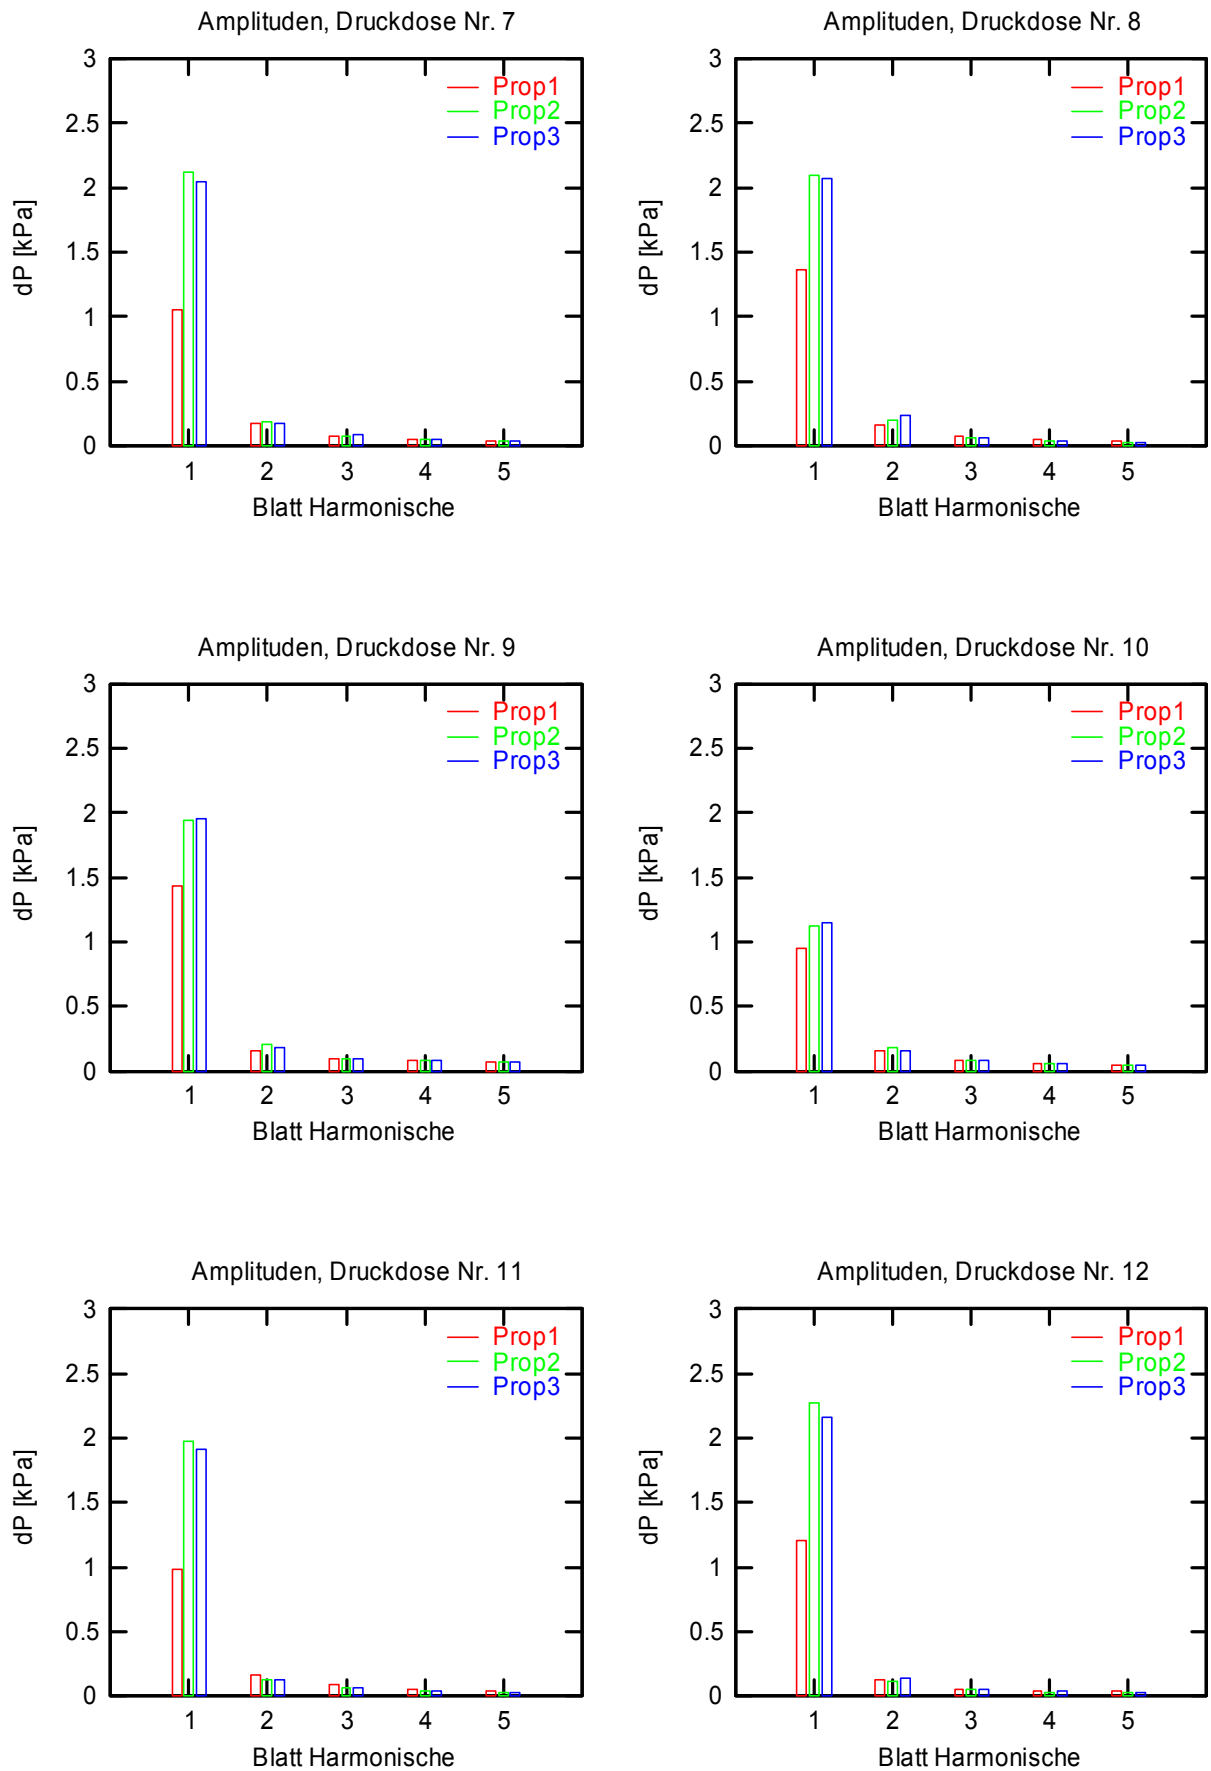 Amplituden, Druckdose Nr. 7
3
2.5
2
1.5
1
0.5
0
dP [kPa]
Prop1
Prop2
Prop3
1 2 3 4 5
Blatt Harmonische
Amplituden, Druckdose Nr. 8
3
2.5
2
1.5
1
0.5
0
dP [kPa]
Prop1
Prop2
Prop3
1 2 3 4 5
Blatt Harmonische
Amplituden, Druckdose Nr. 9
3
2.5
2
1.5
1
0.5
0
dP [kPa]
Prop1
Prop2
Prop3
1 2 3 4 5
Blatt Harmonische
Amplituden, Druckdose Nr. 10
3
2.5
2
1.5
1
0.5
0
dP [kPa]
Prop1
Prop2
Prop3
1 2 3 4 5
Blatt Harmonische
Amplituden, Druckdose Nr. 11
3
2.5
2
1.5
1
0.5
0
dP [kPa]
Prop1
Prop2
Prop3
1 2 3 4 5
Blatt Harmonische
Amplituden, Druckdose Nr. 12
3
2.5
2
1.5
1
0.5
0
dP [kPa]
Prop1
Prop2
Prop3
1 2 3 4 5
Blatt Harmonische